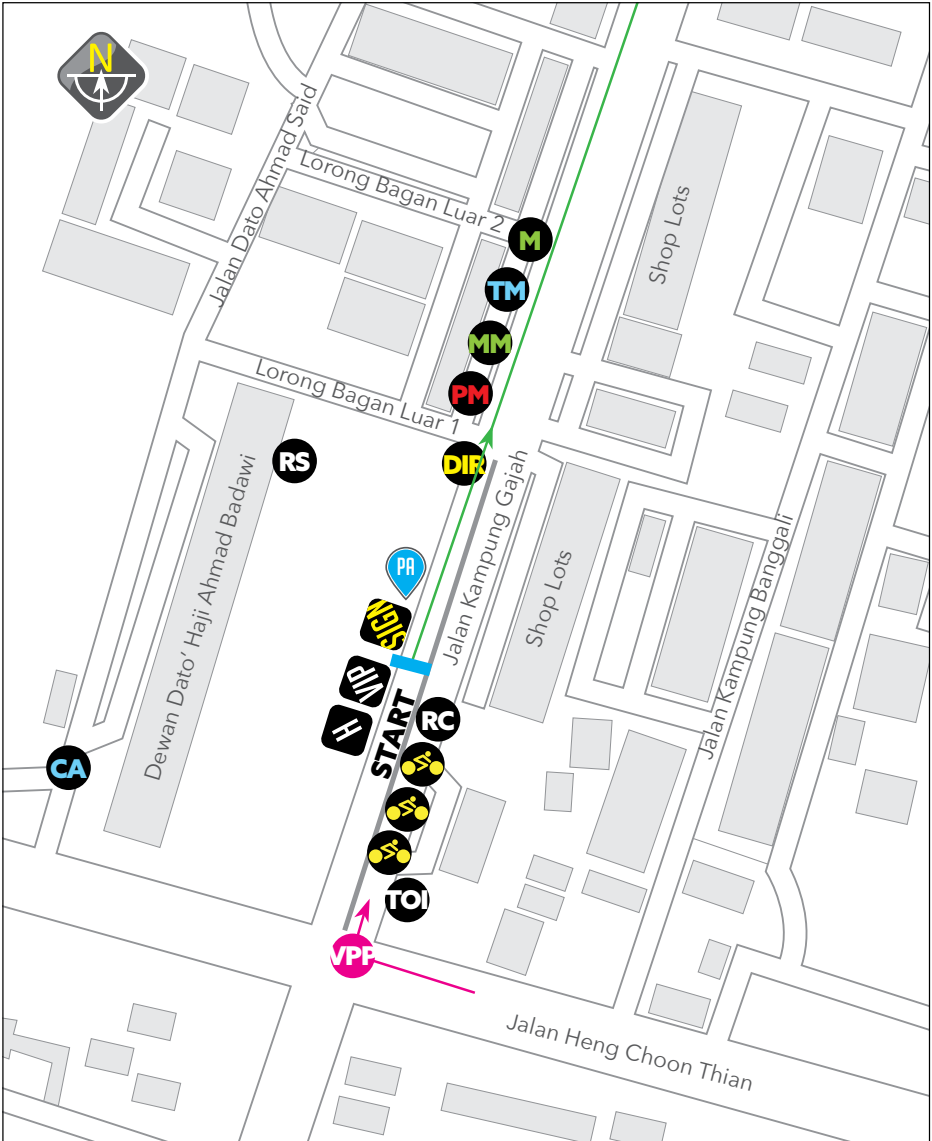 N
Jalan Dato Ahmad Said
Lorong Bagan Luar 2
Shop Lots
M
TM
MM
PM
Lorong Bagan Luar 1
RS
DIR
Jalan Kampung Gajah
Dewan Dato' Haji Ahmad Badawi
PA
SIGN
Shop Lots
Jalan Kampung Banggali
VIP
START
H
RC
CA
TOI
VPP
Jalan Heng Choon Thian